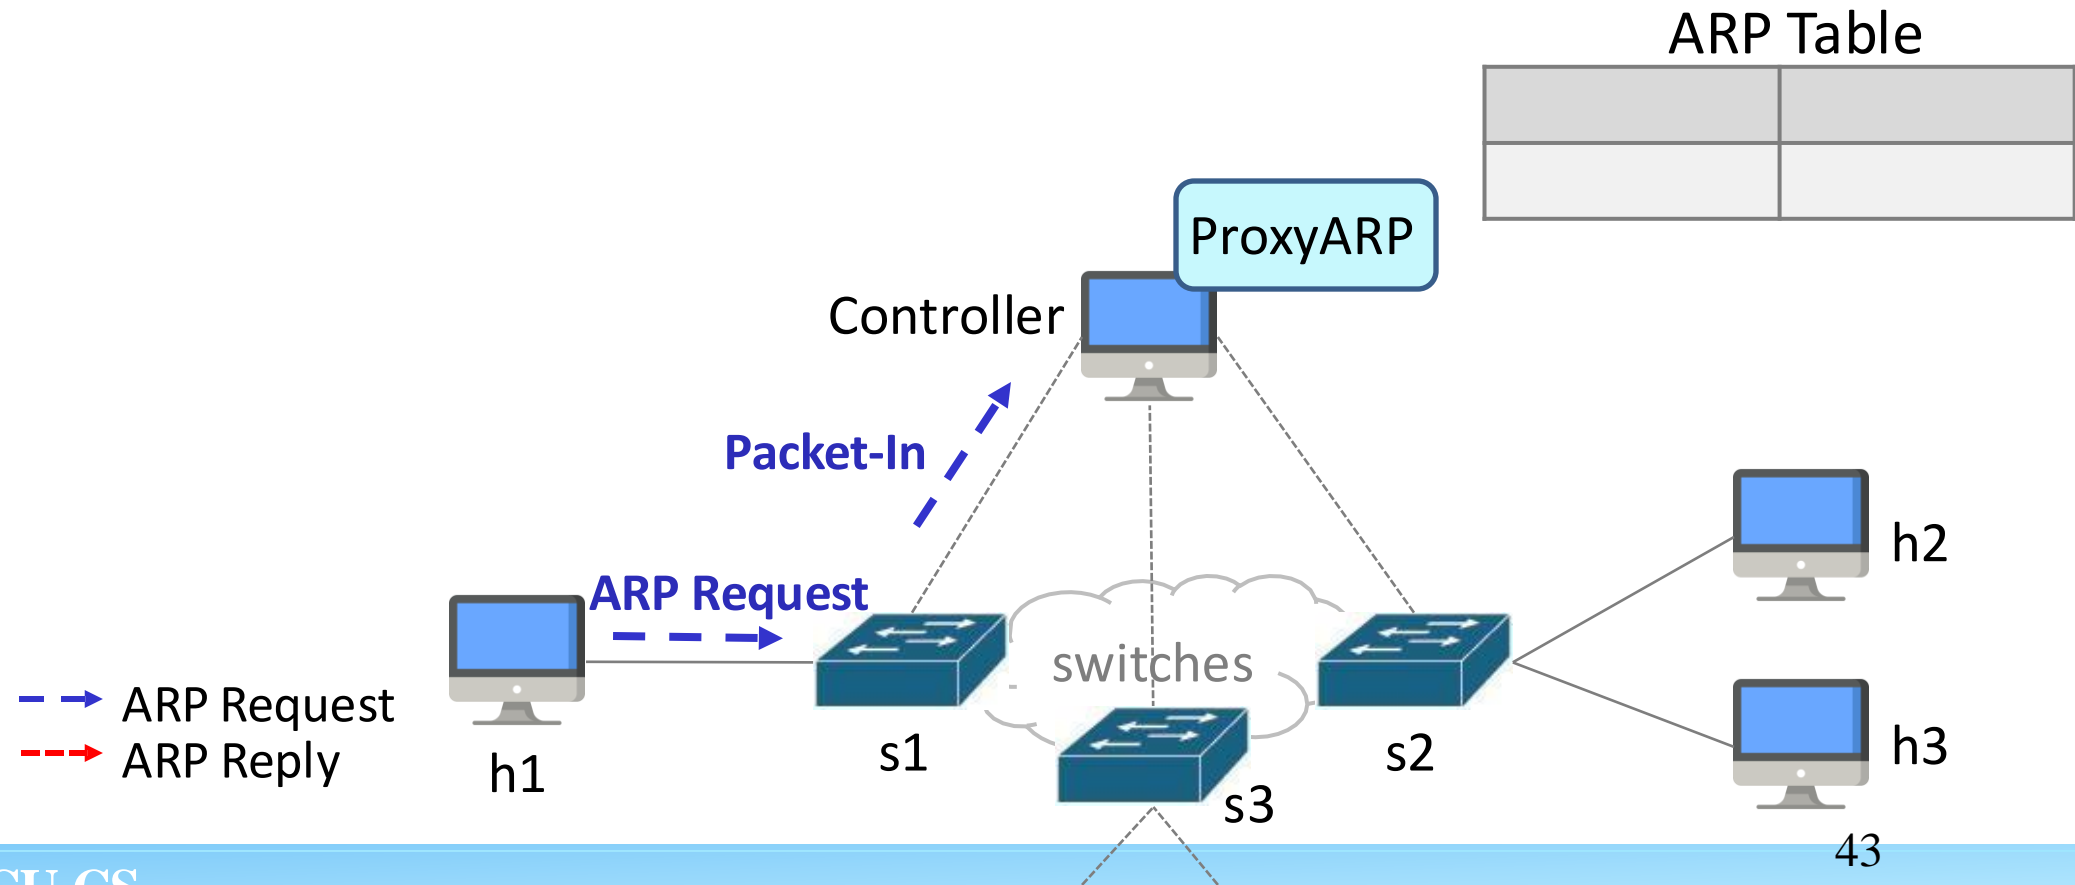 ARP Table
ProxyARP
Controller
Packet-In
ARP Request
h2
switches
ARP Request
ARP Reply
h1
s1
s2
h3
s3
43